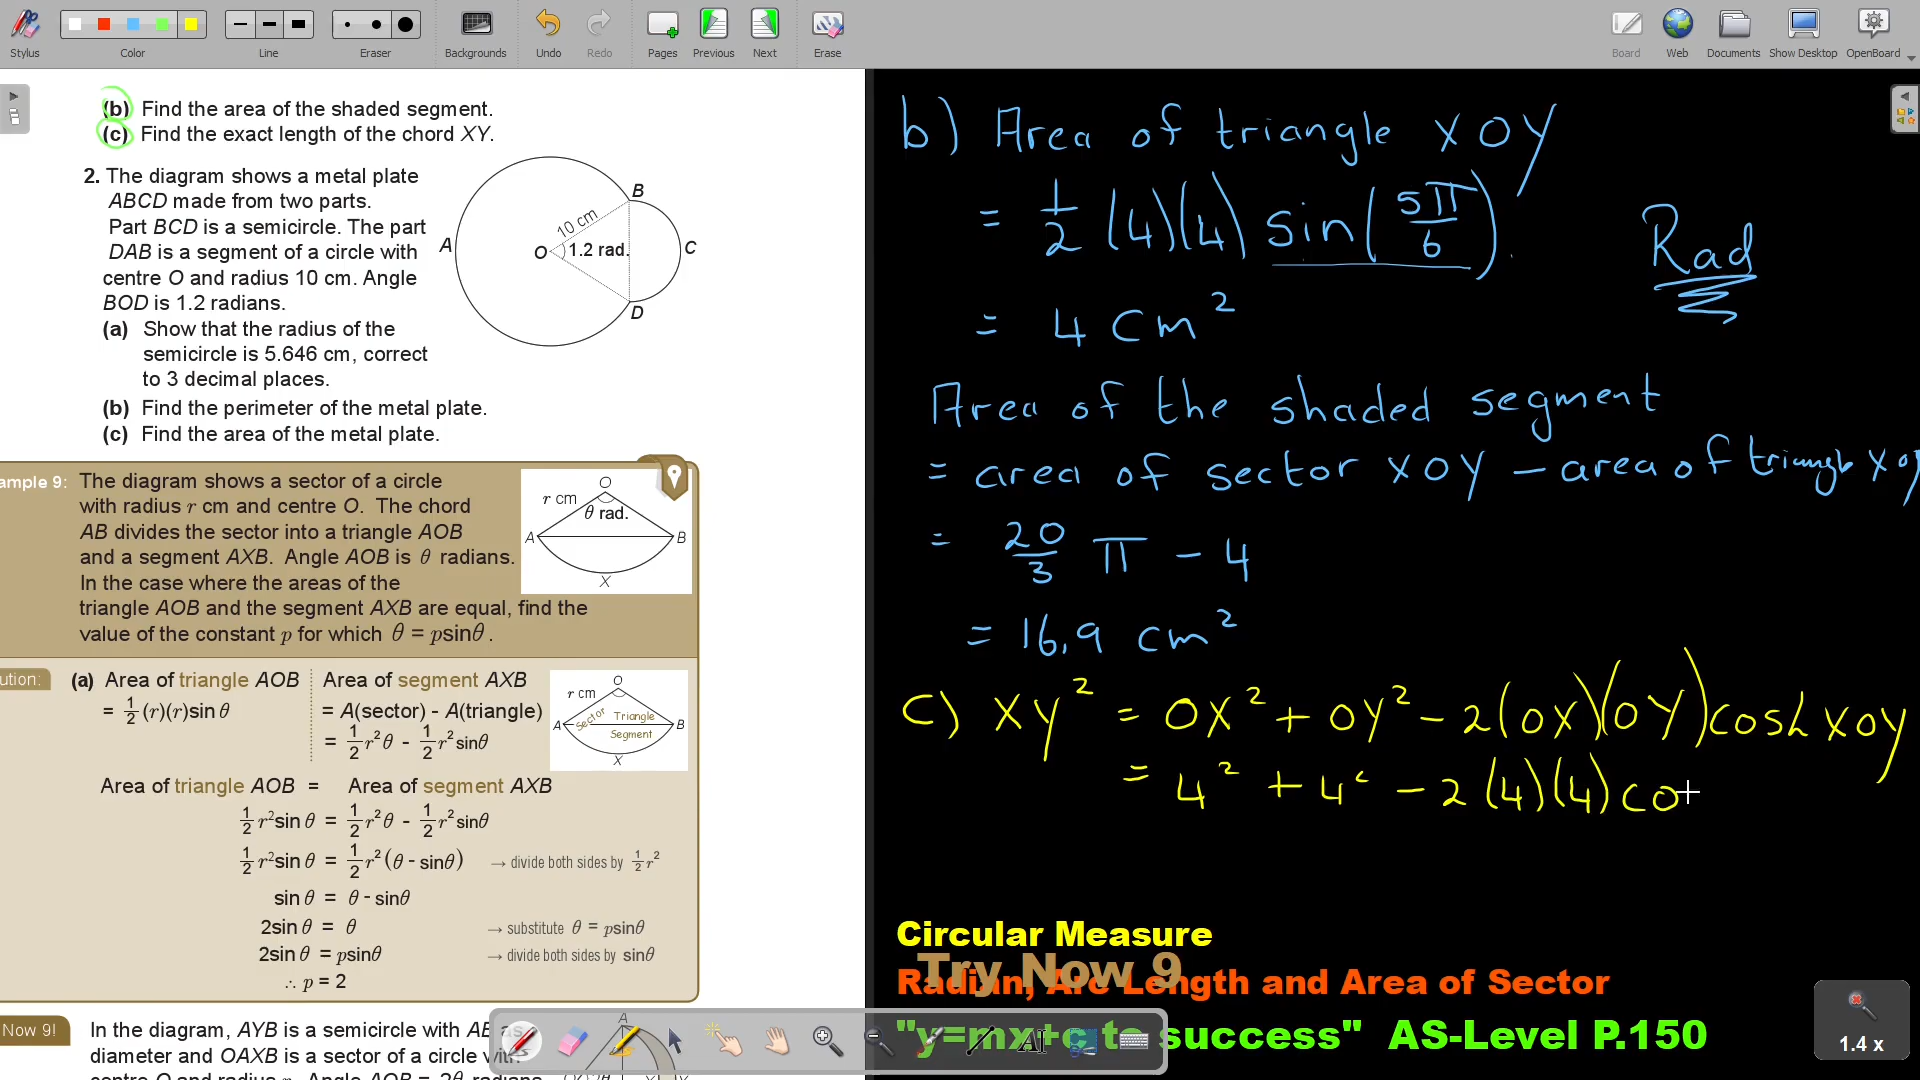 Stylus Color Line Eraser Backgrounds Undo Redo Pages Previous Next Erase Board Web Documents Show Desktop OpenBoard
(b) Find the area of the shaded segment.
(c) Find the exact length of the chord XY.
2. The diagram shows a metal plate
ABCD made from two parts.
Part BCD is a semicircle. The part
DAB is a segment of a circle with
centre O and radius 10 cm. Angle
BOD is 1.2 radians.
(a) Show that the radius of the
semicircle is 5.646 cm, correct
to 3 decimal places.
(b) Find the perimeter of the metal plate.
(c) Find the area of the metal plate.
A
B
10 cm
O
1.2 rad.
C
D
ample 9:
The diagram shows a sector of a circle
with radius r cm and centre O. The chord
AB divides the sector into a triangle AOB
and a segment AXB. Angle AOB is θ radians.
In the case where the areas of the
triangle AOB and the segment AXB are equal, find the
value of the constant p for which θ = psinθ.
O
r cm
θ rad.
A
B
X
ution:
(a) Area of triangle AOB
= 1/2 (r)(r)sin θ
Area of segment AXB
= A(sector) - A(triangle)
= 1/2 r²θ - 1/2 r²sinθ
O
r cm
Sector
Triangle
A
B
Segment
X
Area of triangle AOB = Area of segment AXB
1/2 r²sin θ = 1/2 r²θ - 1/2 r²sinθ
1/2 r²sin θ = 1/2 r²(θ - sinθ) → divide both sides by 1/2 r²
sin θ = θ - sinθ
2sin θ = θ → substitute θ = psinθ
2sin θ = psinθ → divide both sides by sinθ
∴ p = 2
Now 9!
In the diagram, AYB is a semicircle with AB as
diameter and OAXB is a sector of a circle with
A
b) Area of triangle XOY
= 1/2 (4)(4) sin(5π/6).
Rad
= 4 cm²
Area of the shaded segment
= area of sector XOY - area of triangle XOY
= 20/3 π - 4
= 16,9 cm²
c) XY² = OX² + OY² - 2(OX)(OY)cosh XOY
= 4² + 4² - 2(4)(4)co
Circular Measure
Try Now 9
Radian, Arc Length and Area of Sector
"y=mx+c to success" AS-Level P.150
1.4 x